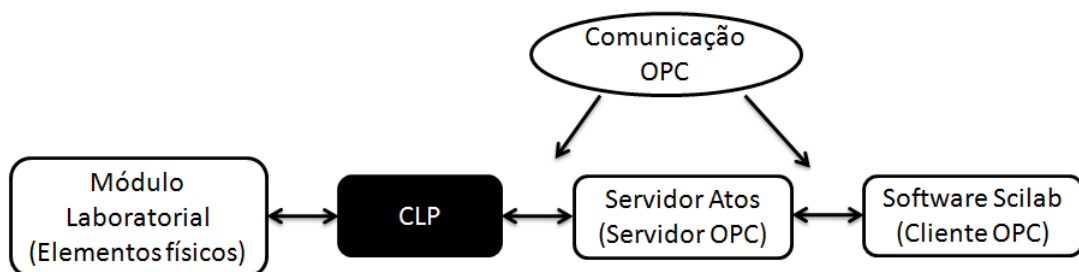 Comunicação
OPC
Módulo
Laboratorial
(Elementos físicos)
CLP
Servidor Atos
(Servidor OPC)
Software Scilab
(Cliente OPC)